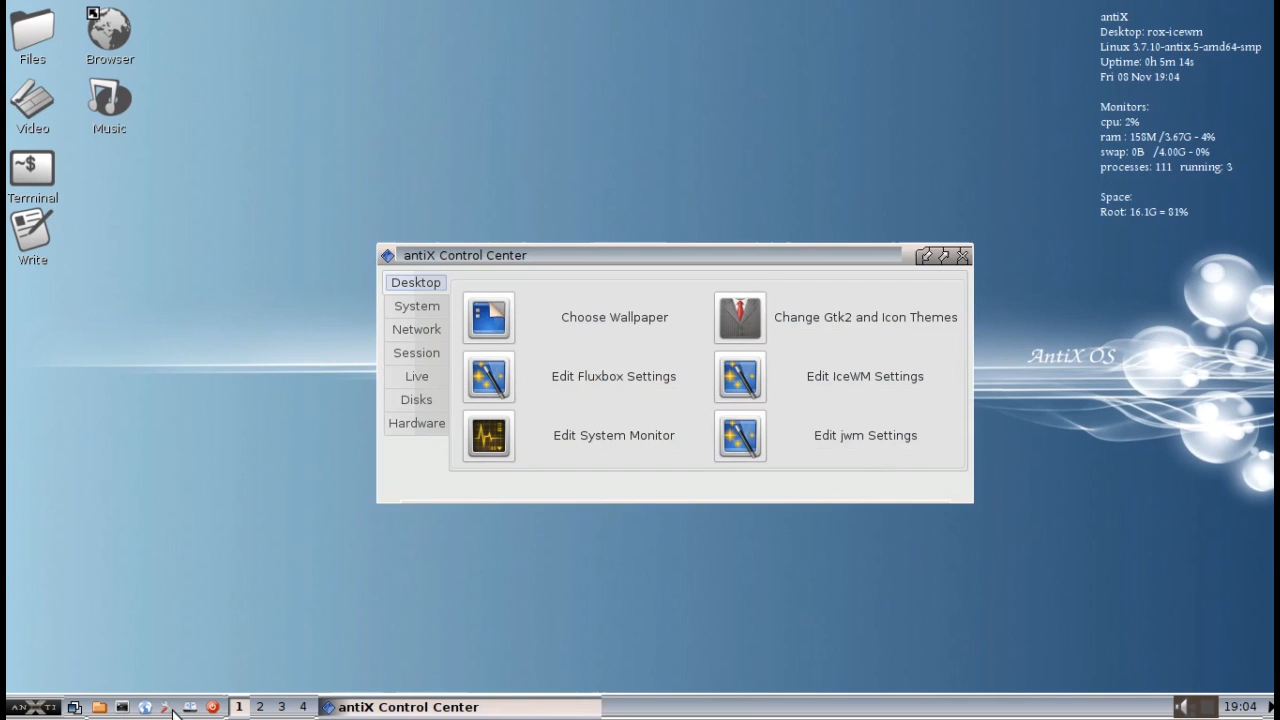 Files
Browser
Video
Music
~$
Terminal
Write
antiX
Desktop: rox-icewm
Linux 3.7.10-antix.5-amd64-smp
Uptime: 0h 5m 14s
Fri 08 Nov 19:04
Monitors:
cpu: 2%
ram : 158M /3.67G - 4%
swap: 0B /4.00G - 0%
processes: 111 running: 3
Space:
Root: 16.1G = 81%
AntiX OS
antiX Control Center
Desktop
System
Network
Session
Live
Disks
Hardware
Choose Wallpaper
Change Gtk2 and Icon Themes
Edit Fluxbox Settings
Edit IceWM Settings
Edit System Monitor
Edit jwm Settings
ANXTI
1 2 3 4
antiX Control Center
19:04